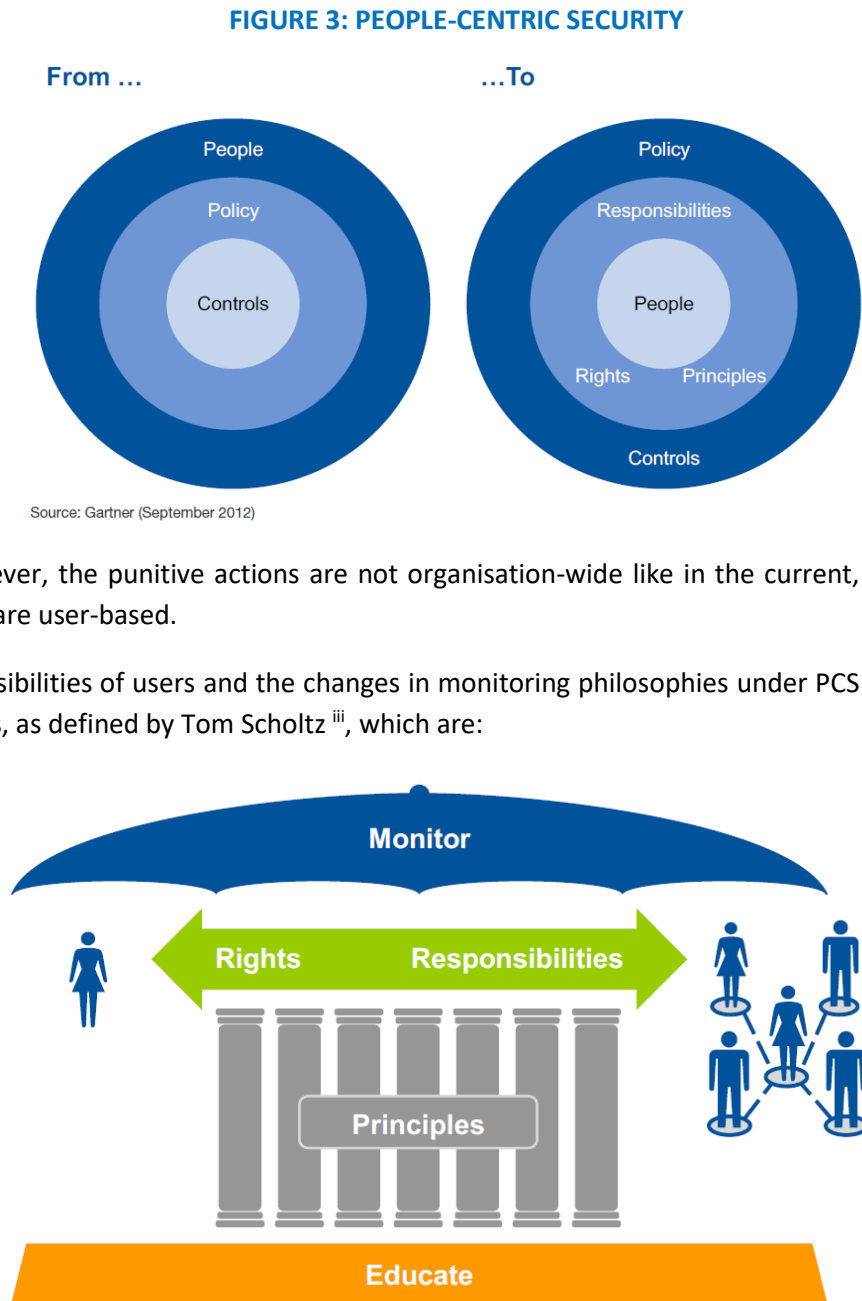 FIGURE 3: PEOPLE-CENTRIC SECURITY
From …
…To
People
Policy
Controls
Policy
Responsibilities
People
Rights Principles
Controls
Source: Gartner (September 2012)
ever, the punitive actions are not organisation-wide like in the current,
are user-based.
sibilities of users and the changes in monitoring philosophies under PCS
s, as defined by Tom Scholtz iii, which are:
Monitor
Rights Responsibilities
Principles
Educate